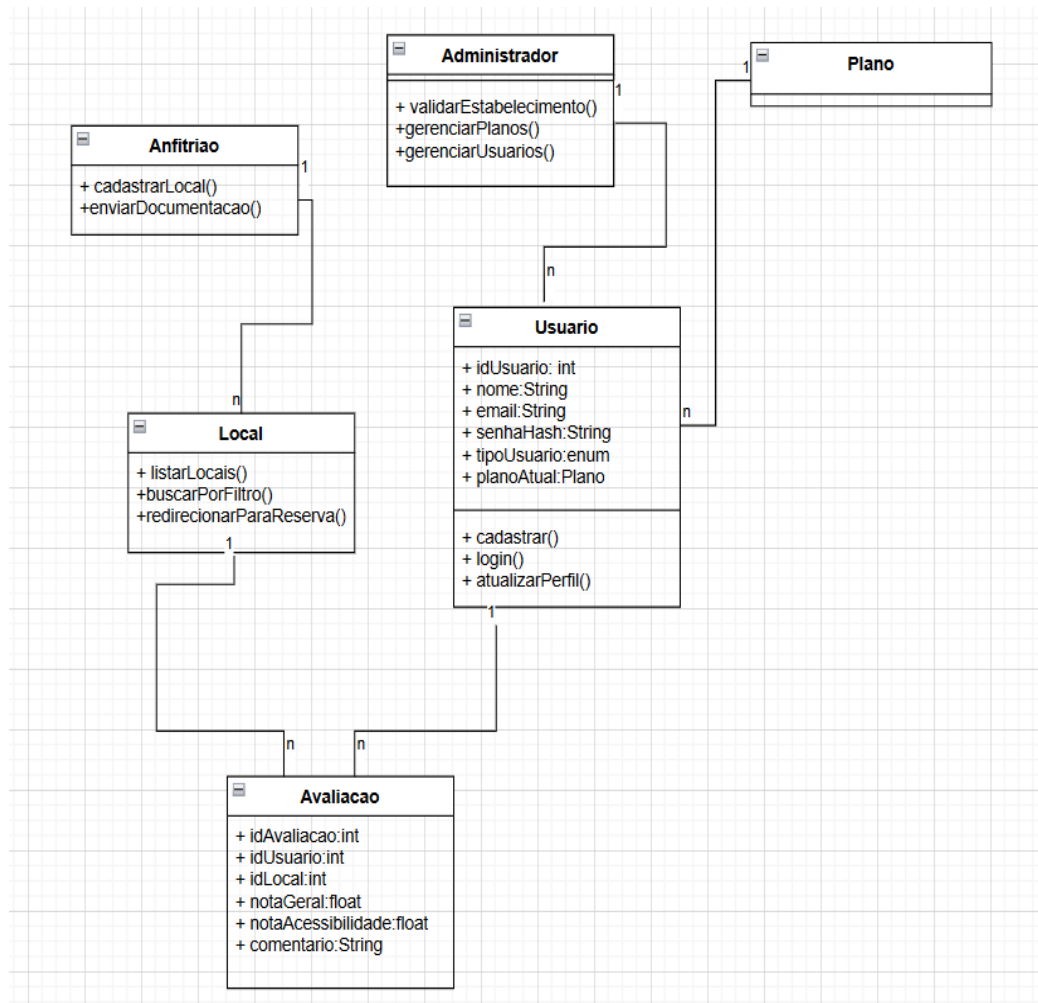 Administrador
+ validarEstabelecimento()
+gerenciarPlanos()
+gerenciarUsuarios()
1
Plano
1
Anfitriao
+ cadastrarLocal()
+enviarDocumentacao()
1
n
Usuario
+ idUsuario: int
+ nome:String
+ email:String
+ senhaHash:String
+ tipoUsuario:enum
+ planoAtual:Plano
+ cadastrar()
+ login()
+ atualizarPerfil()
n
1
n
Local
+ listarLocais()
+buscarPorFiltro()
+redirecionarParaReserva()
1
n
n
Avaliacao
+ idAvaliacao:int
+ idUsuario:int
+ idLocal:int
+ notaGeral:float
+ notaAcessibilidade:float
+ comentario:String